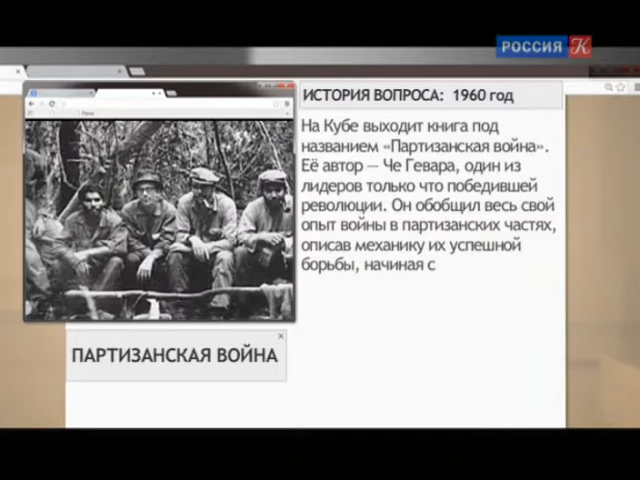 РОССИЯ К
ИСТОРИЯ ВОПРОСА: 1960 год
На Кубе выходит книга под
названием «Партизанская война».
Её автор – Че Гевара, один из
лидеров только что победившей
революции. Он обобщил весь свой
опыт войны в партизанских частях,
описав механику их успешной
борьбы, начиная с
ПАРТИЗАНСКАЯ ВОЙНА